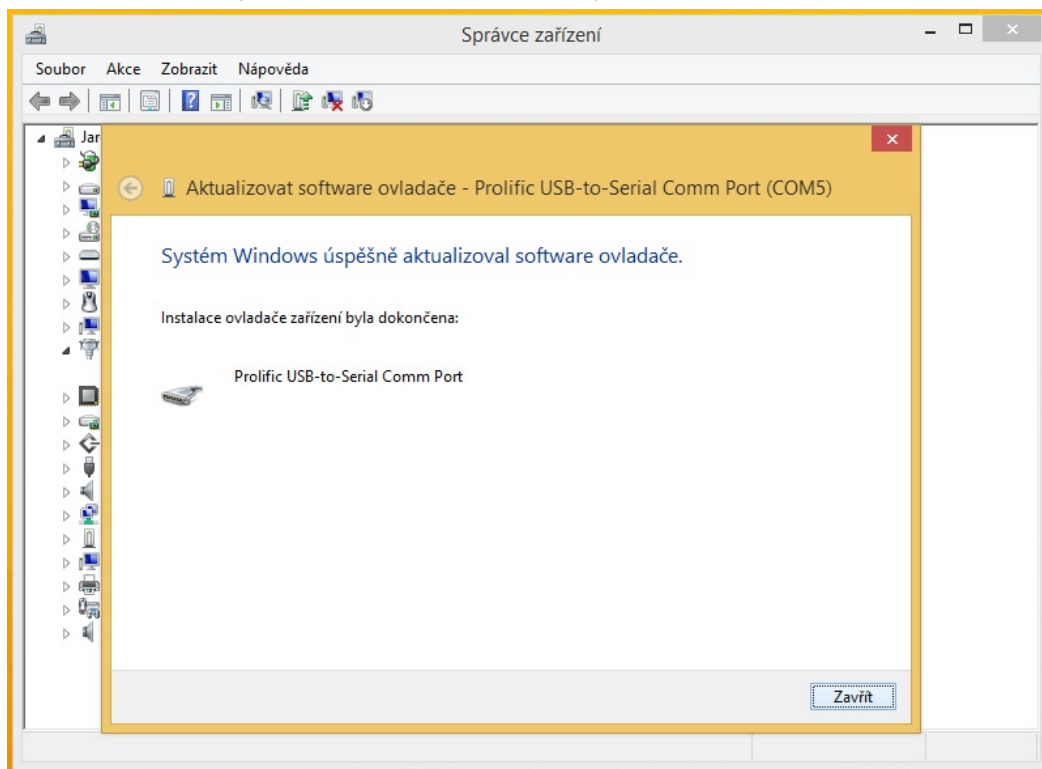 Správce zařízení
Soubor Akce Zobrazit Nápověda
Jar
Aktualizovat software ovladače - Prolific USB-to-Serial Comm Port (COM5)
Systém Windows úspěšně aktualizoval software ovladače.
Instalace ovladače zařízení byla dokončena:
Prolific USB-to-Serial Comm Port
Zavřít